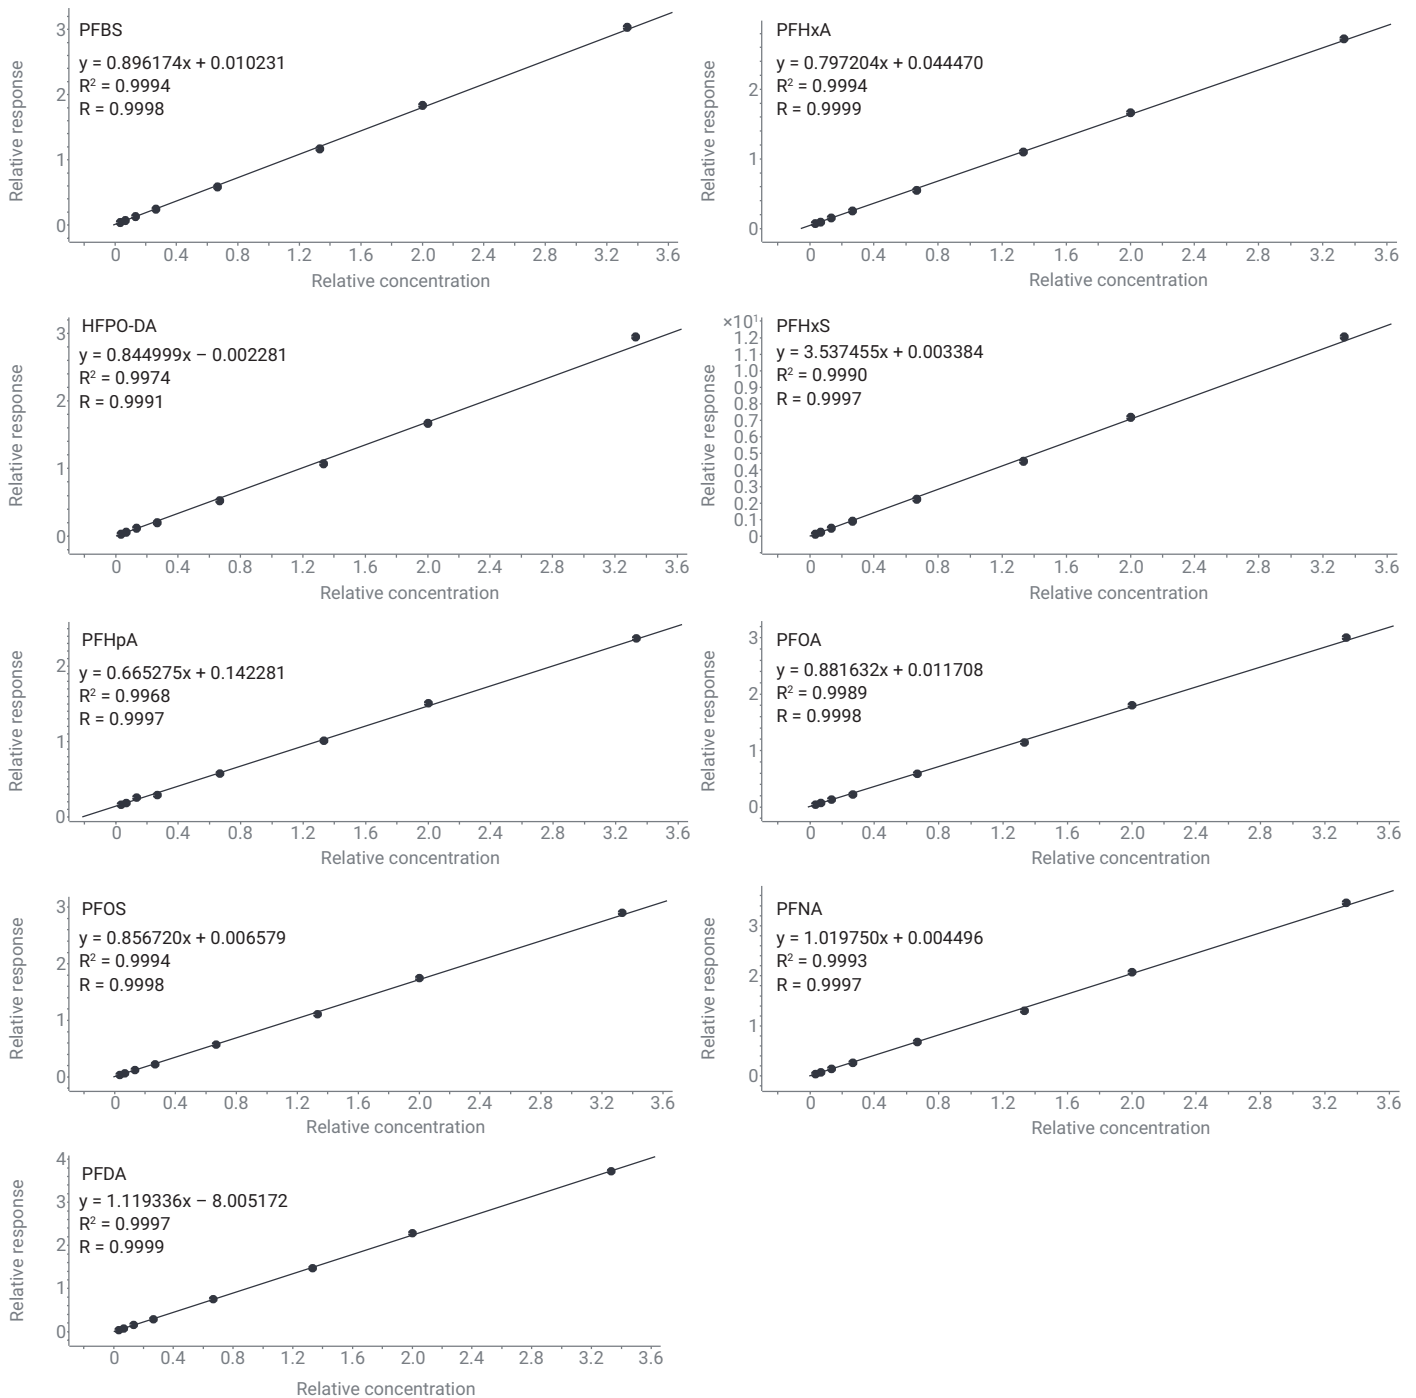 PFBS
y = 0.896174x + 0.010231
R² = 0.9994
R = 0.9998
Relative response
3
2
1
0
0 0.4 0.8 1.2 1.6 2.0 2.4 2.8 3.2 3.6
Relative concentration
PFHxA
y = 0.797204x + 0.044470
R² = 0.9994
R = 0.9999
Relative response
2
1
0
0 0.4 0.8 1.2 1.6 2.0 2.4 2.8 3.2 3.6
Relative concentration
HFPO-DA
y = 0.844999x – 0.002281
R² = 0.9974
R = 0.9991
Relative response
3
2
1
0
0 0.4 0.8 1.2 1.6 2.0 2.4 2.8 3.2 3.6
Relative concentration
×10¹
PFHxS
y = 3.537455x + 0.003384
R² = 0.9990
R = 0.9997
Relative response
1.2
1.1
1.0
0.9
0.8
0.7
0.6
0.5
0.4
0.3
0.2
0.1
0
0 0.4 0.8 1.2 1.6 2.0 2.4 2.8 3.2 3.6
Relative concentration
PFHpA
y = 0.665275x + 0.142281
R² = 0.9968
R = 0.9997
Relative response
2
1
0
0 0.4 0.8 1.2 1.6 2.0 2.4 2.8 3.2 3.6
Relative concentration
PFOA
y = 0.881632x + 0.011708
R² = 0.9989
R = 0.9998
Relative response
3
2
1
0
0 0.4 0.8 1.2 1.6 2.0 2.4 2.8 3.2 3.6
Relative concentration
PFOS
y = 0.856720x + 0.006579
R² = 0.9994
R = 0.9998
Relative response
3
2
1
0
0 0.4 0.8 1.2 1.6 2.0 2.4 2.8 3.2 3.6
Relative concentration
PFNA
y = 1.019750x + 0.004496
R² = 0.9993
R = 0.9997
Relative response
3
2
1
0
0 0.4 0.8 1.2 1.6 2.0 2.4 2.8 3.2 3.6
Relative concentration
PFDA
y = 1.119336x – 8.005172
R² = 0.9997
R = 0.9999
Relative response
4
3
2
1
0
0 0.4 0.8 1.2 1.6 2.0 2.4 2.8 3.2 3.6
Relative concentration